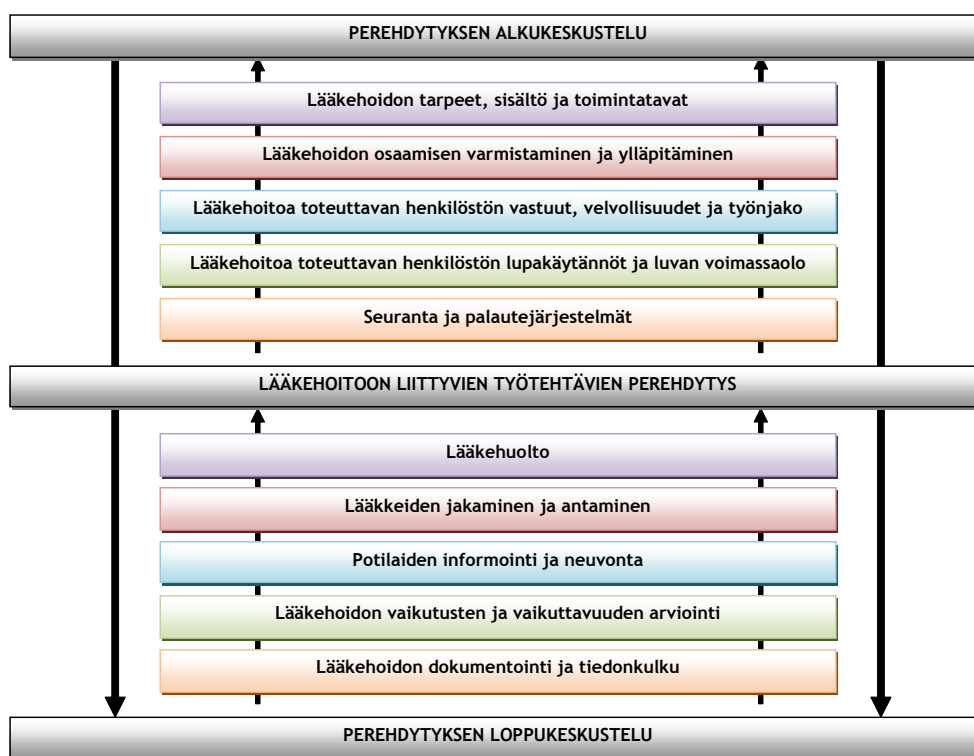 PEREHDYTYKSEN ALKUKESKUSTELU
Lääkehoidon tarpeet, sisältö ja toimintatavat
Lääkehoidon osaamisen varmistaminen ja ylläpitäminen
Lääkehoitoa toteuttavan henkilöstön vastuut, velvollisuudet ja työnjako
Lääkehoitoa toteuttavan henkilöstön lupakäytännöt ja luvan voimassaolo
Seuranta ja palautejärjestelmät
LÄÄKEHOITOON LIITTYVIEN TYÖTEHTÄVIEN PEREHDYTYS
Lääkehuolto
Lääkkeiden jakaminen ja antaminen
Potilaiden informointi ja neuvonta
Lääkehoidon vaikutusten ja vaikuttavuuden arviointi
Lääkehoidon dokumentointi ja tiedonkulku
PEREHDYTYKSEN LOPPUKESKUSTELU